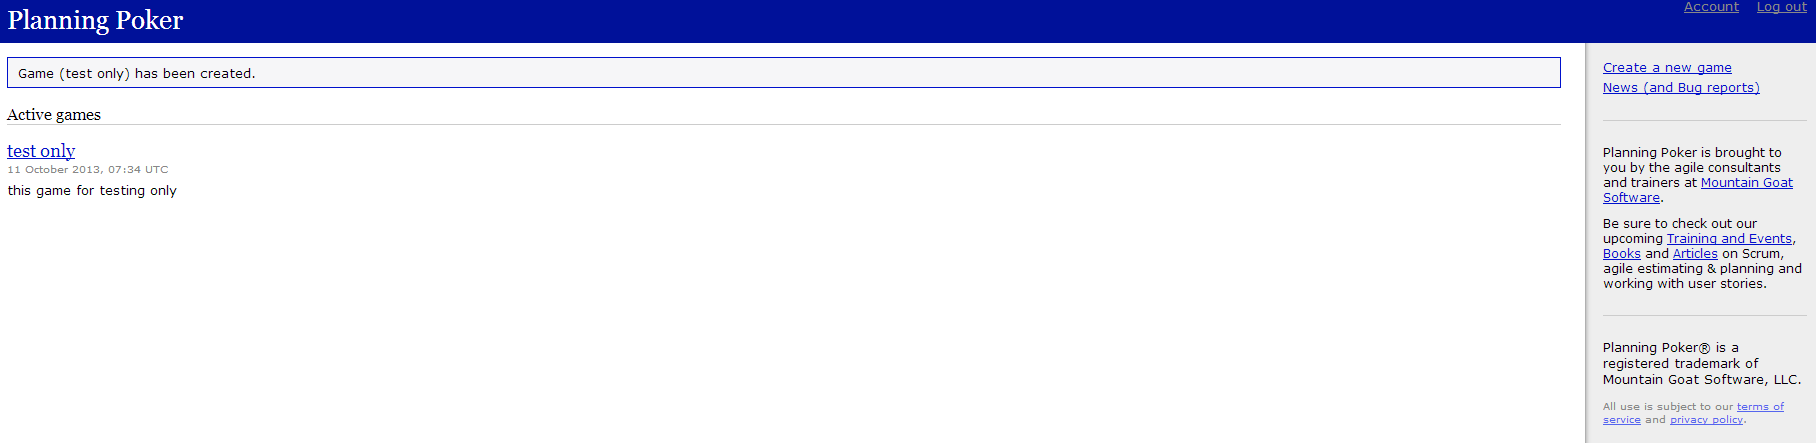 Planning Poker
Account Log out
Game (test only) has been created.
Active games
test only
11 October 2013, 07:34 UTC
this game for testing only
Create a new game
News (and Bug reports)
Planning Poker is brought to
you by the agile consultants
and trainers at Mountain Goat
Software.
Be sure to check out our
upcoming Training and Events,
Books and Articles on Scrum,
agile estimating & planning and
working with user stories.
Planning Poker® is a
registered trademark of
Mountain Goat Software, LLC.
All use is subject to our terms of
service and privacy policy.